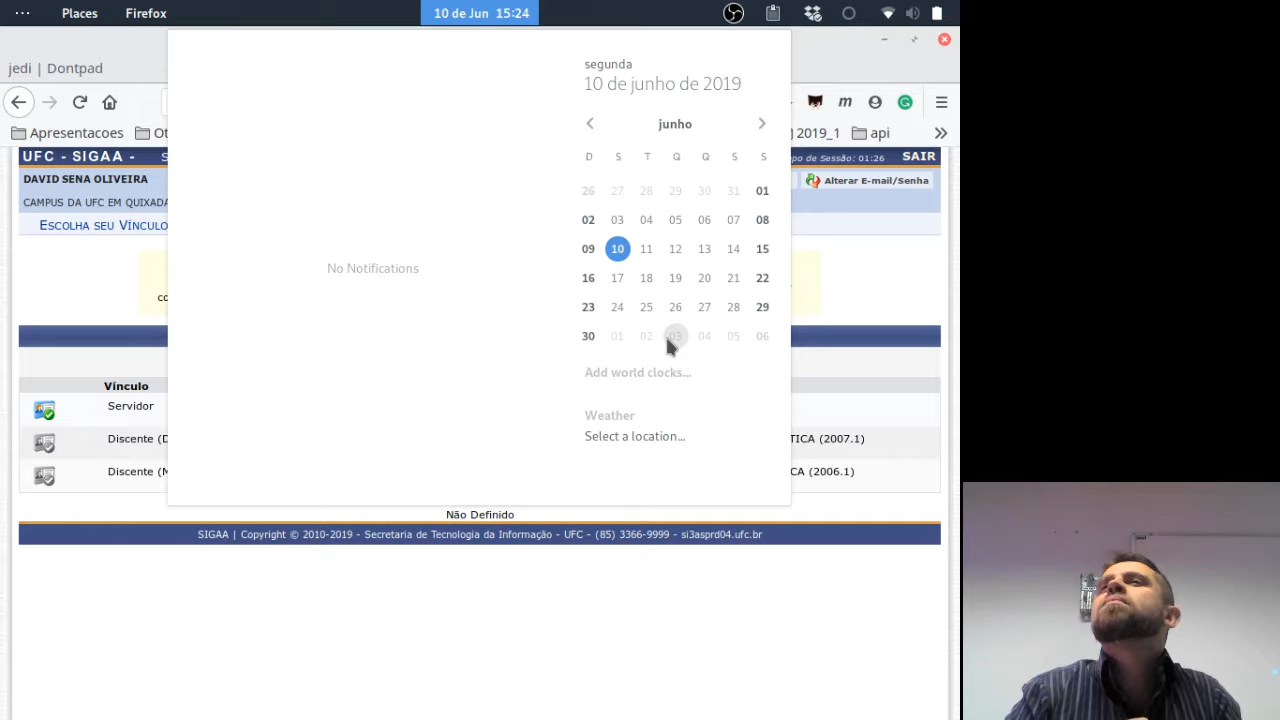 Places
Firefox
10 de Jun 15:24
jedi | Dontpad
Apresentacoes
2019_1
api
UFC - SIGAA -
po de Sessão: 01:26
SAIR
DAVID SENA OLIVEIRA
Alterar E-mail/Senha
CAMPUS DA UFC EM QUIXADA
ESCOLHA SEU VÍNCULO
No Notifications
segunda
10 de junho de 2019
junho
D S T Q Q S S
26 27 28 29 30 31 01
02 03 04 05 06 07 08
09 10 11 12 13 14 15
16 17 18 19 20 21 22
23 24 25 26 27 28 29
30 01 02 03 04 05 06
Add world clocks...
Weather
Select a location...
Vínculo
Servidor
Discente (D
TICA (2007.1)
Discente (M
CA (2006.1)
Não Definido
SIGAA | Copyright © 2010-2019 - Secretaria de Tecnologia da Informação - UFC - (85) 3366-9999 - si3asprd04.ufc.br